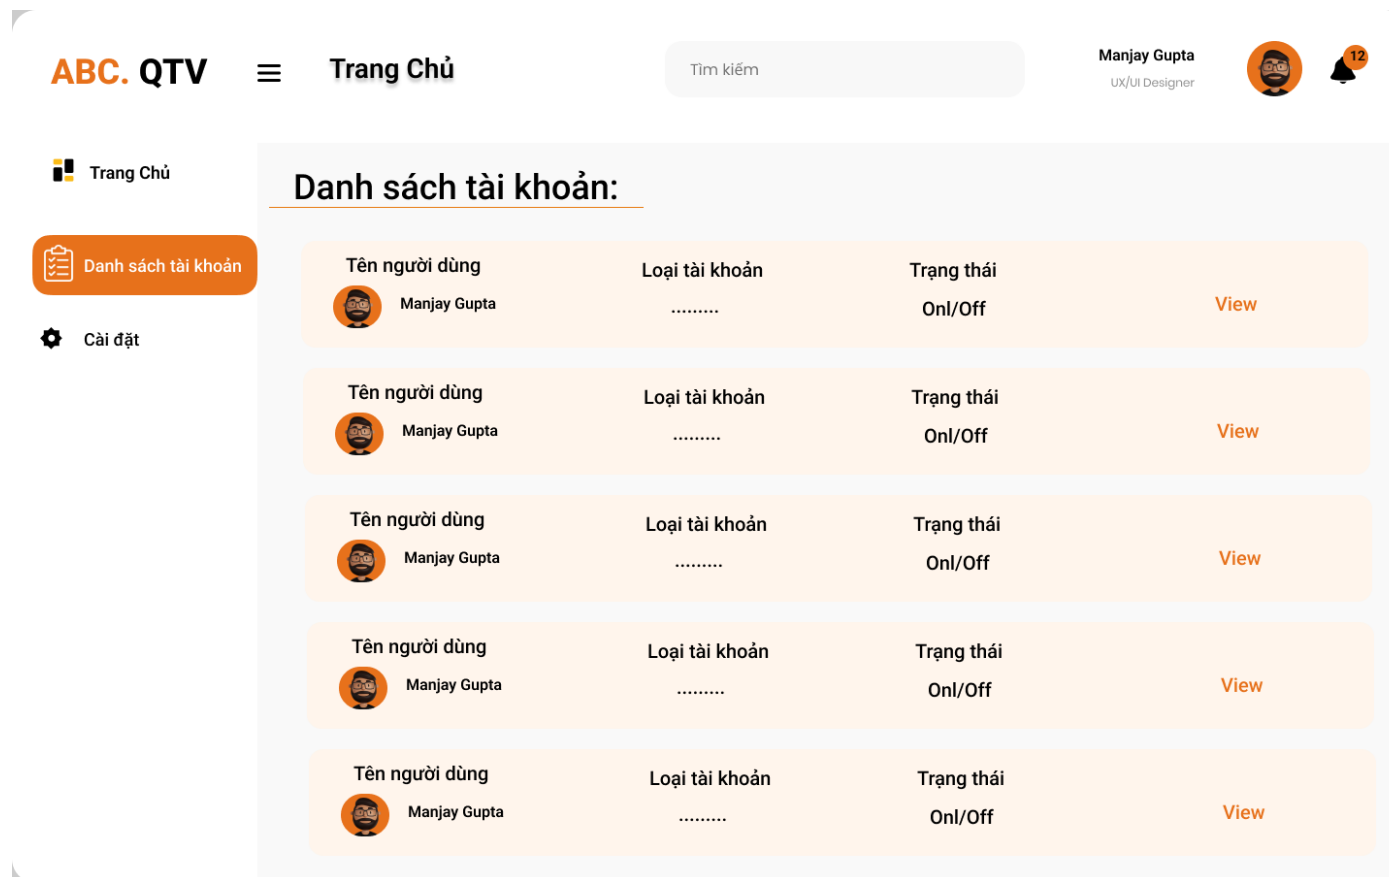 ABC. QTV
Trang Chủ
Tìm kiếm
Manjay Gupta
UX/UI Designer
12
Trang Chủ
Danh sách tài khoản
Cài đặt
Danh sách tài khoản:
Tên người dùng
Loại tài khoản
Trạng thái
Manjay Gupta
.........
Onl/Off
View
Tên người dùng
Loại tài khoản
Trạng thái
Manjay Gupta
.........
Onl/Off
View
Tên người dùng
Loại tài khoản
Trạng thái
Manjay Gupta
.........
Onl/Off
View
Tên người dùng
Loại tài khoản
Trạng thái
Manjay Gupta
.........
Onl/Off
View
Tên người dùng
Loại tài khoản
Trạng thái
Manjay Gupta
.........
Onl/Off
View